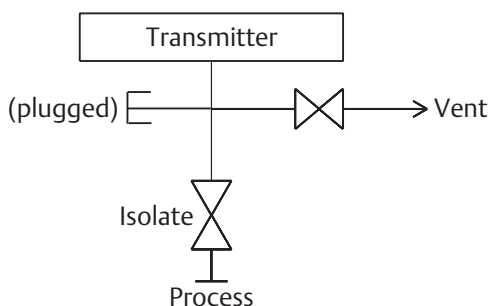 Transmitter
(plugged)
Vent
Isolate
Process